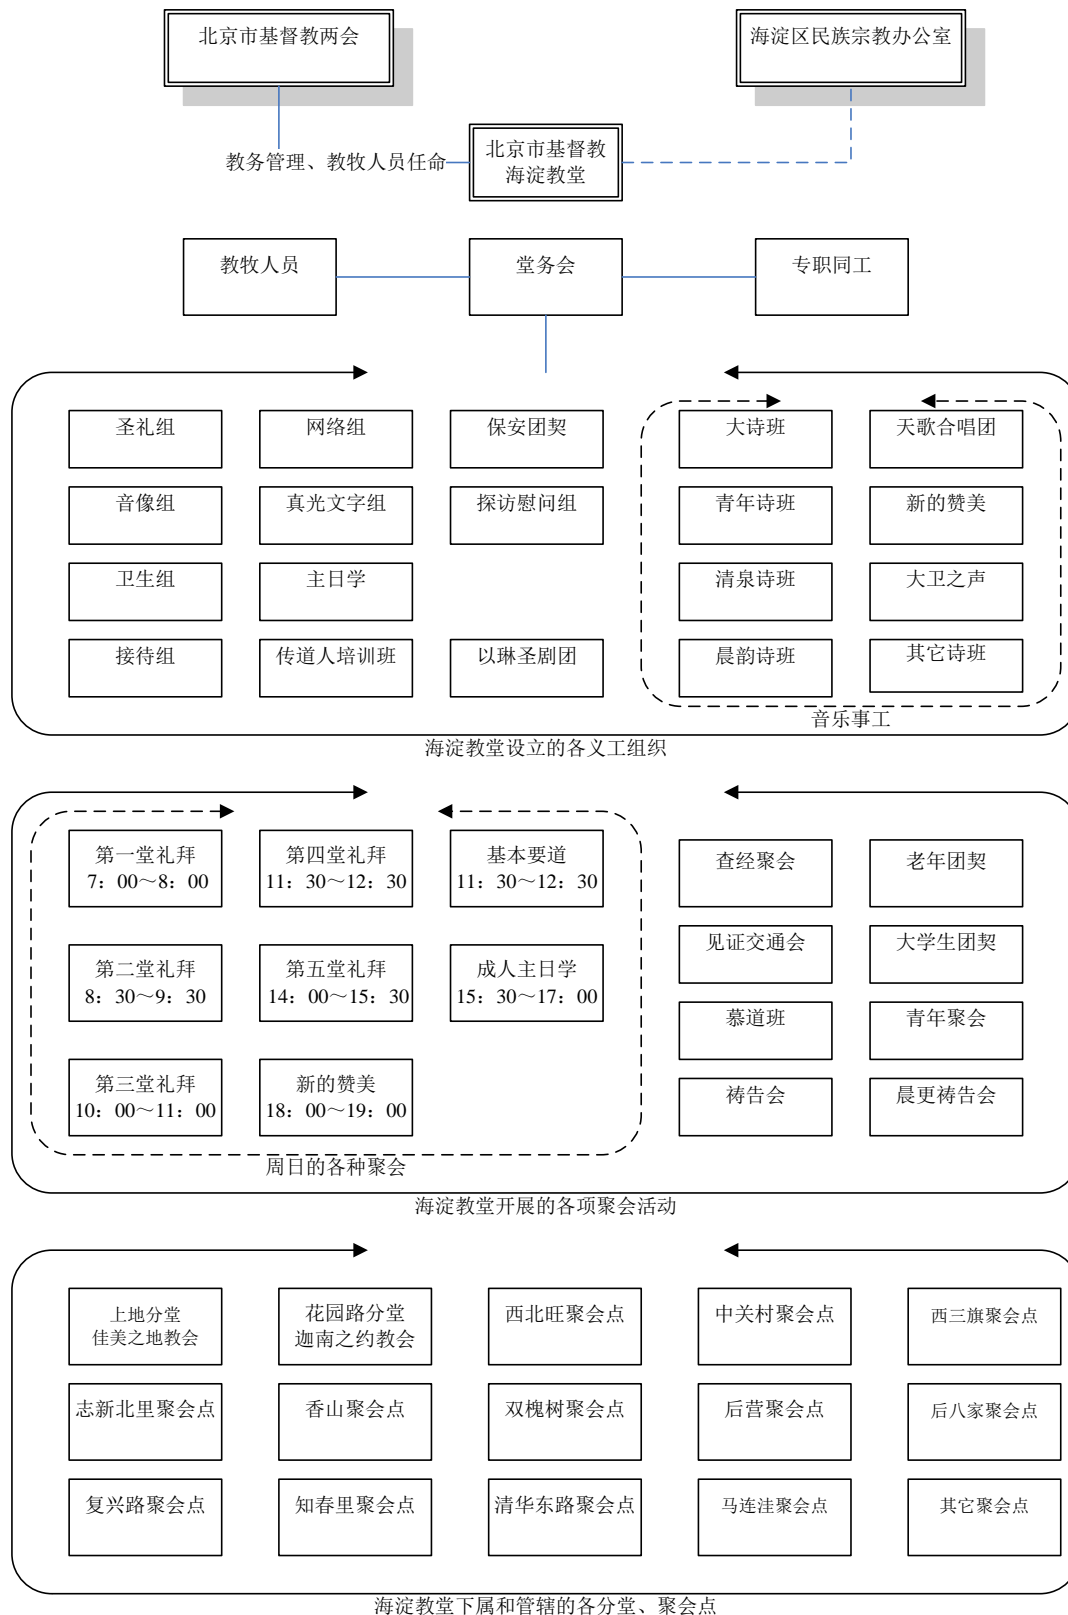 北京市基督教两会
海淀区民族宗教办公室
教务管理、教牧人员任命
北京市基督教
海淀教堂
教牧人员
堂务会
专职同工
圣礼组
网络组
保安团契
大诗班
天歌合唱团
音像组
真光文字组
探访慰问组
青年诗班
新的赞美
卫生组
主日学
清泉诗班
大卫之声
接待组
传道人培训班
以琳圣剧团
晨韵诗班
其它诗班
音乐事工
海淀教堂设立的各义工组织
第一堂礼拜
7：00～8：00
第四堂礼拜
11：30～12：30
基本要道
11：30～12：30
查经聚会
老年团契
第二堂礼拜
8：30～9：30
第五堂礼拜
14：00～15：30
成人主日学
15：30～17：00
见证交通会
大学生团契
慕道班
青年聚会
第三堂礼拜
10：00～11：00
新的赞美
18：00～19：00
祷告会
晨更祷告会
周日的各种聚会
海淀教堂开展的各项聚会活动
上地分堂
佳美之地教会
花园路分堂
迦南之约教会
西北旺聚会点
中关村聚会点
西三旗聚会点
志新北里聚会点
香山聚会点
双槐树聚会点
后营聚会点
后八家聚会点
复兴路聚会点
知春里聚会点
清华东路聚会点
马连洼聚会点
其它聚会点
海淀教堂下属和管辖的各分堂、聚会点